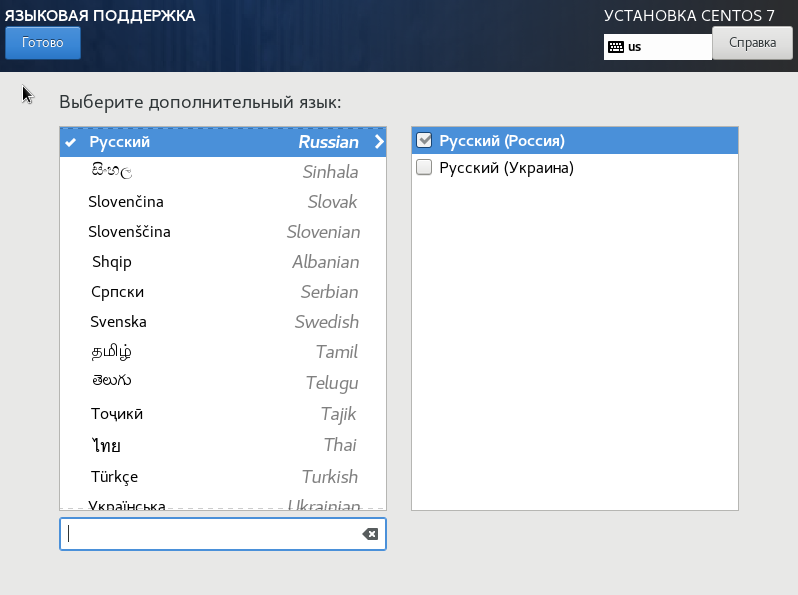 ЯЗЫКОВАЯ ПОДДЕРЖКА
УСТАНОВКА CENTOS 7
Готово
us
Справка
Выберите дополнительный язык:
Русский Russian
සිංහල Sinhala
Slovenčina Slovak
Slovenščina Slovenian
Shqip Albanian
Српски Serbian
Svenska Swedish
தமிழ் Tamil
తెలుగు Telugu
Тоҷикӣ Tajik
ไทย Thai
Türkçe Turkish
Українська Ukrainian
Русский (Россия)
Русский (Украина)